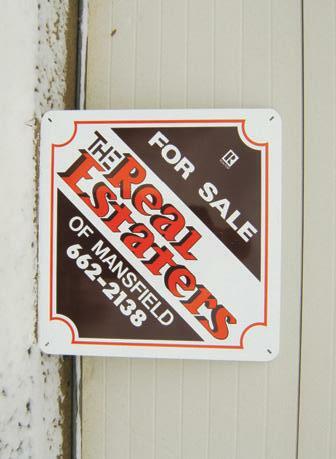 FOR SALE
THE Real
Estaters
OF MANSFIELD
662-2138